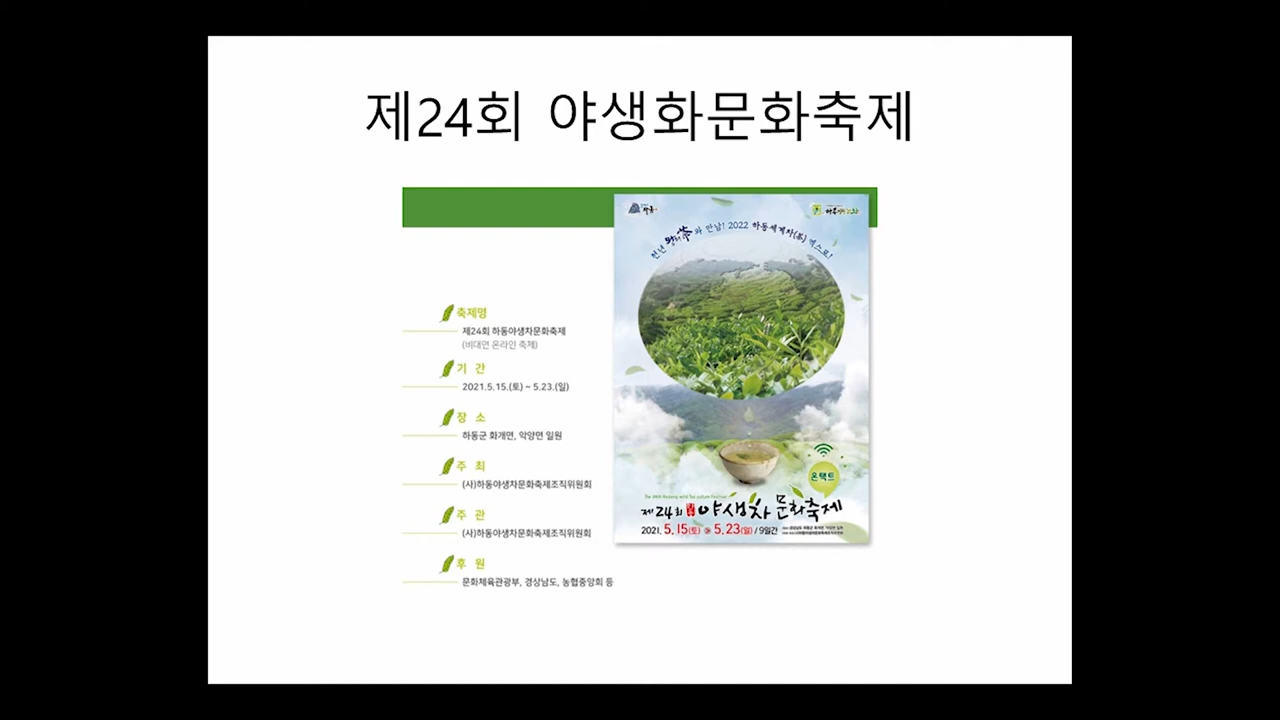 제24회 야생화문화축제
축제명
제24회 하동야생차문화축제
(비대면 온라인 축제)
기 간
2021.5.15.(토) ~ 5.23.(일)
장 소
하동군 화개면, 악양면 일원
주 최
(사)하동야생차문화축제조직위원회
주 관
(사)하동야생차문화축제조직위원회
후 원
문화체육관광부, 경상남도, 농협중앙회 등
천년 茶와 만남! 2022 하동세계차(茶) 엑스포!
온택트
제24회 야생차 문화축제
2021. 5.15(토) 5.23(일) / 9일간